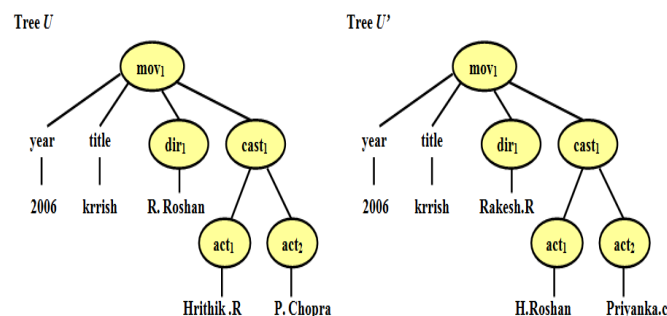 Tree U
mov₁
year title dir₁ cast₁
2006 krrish R. Roshan
act₁ act₂
Hrithik .R P. Chopra
Tree U’
mov₁
year title dir₁ cast₁
2006 krrish Rakesh.R
act₁ act₂
H.Roshan Privanka.c